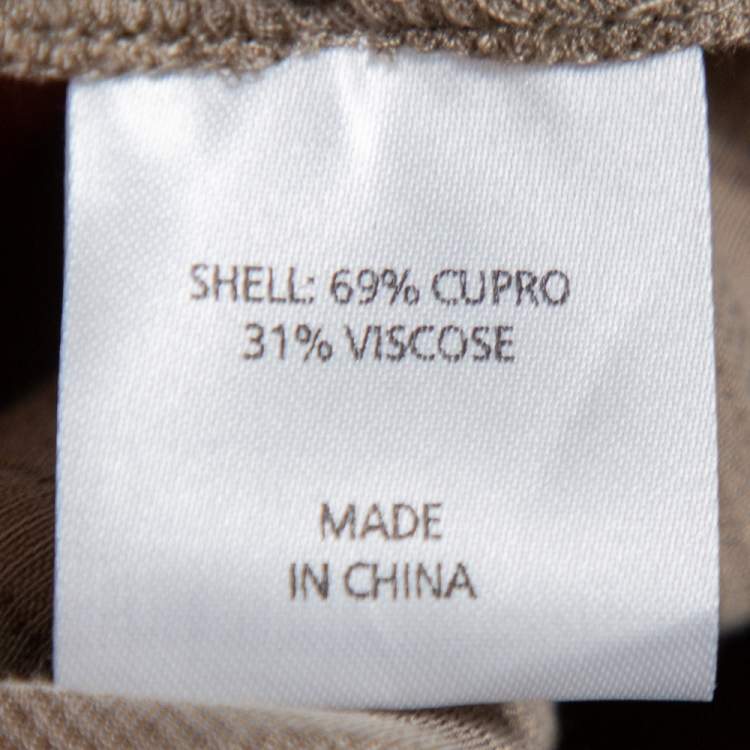 SHELL: 69% CUPRO
31% VISCOSE
MADE
IN CHINA